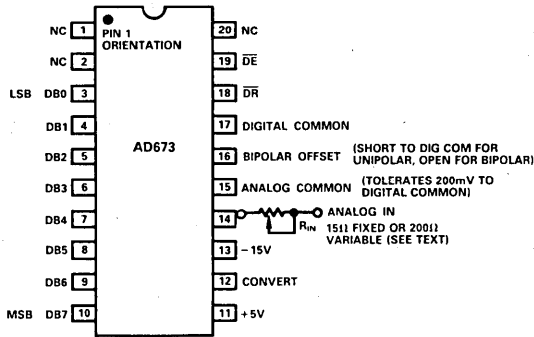 NC 1
PIN 1
ORIENTATION
20 NC
NC 2
19 DE
LSB DB0 3
18 DR
DB1 4
17 DIGITAL COMMON
AD673
DB2 5
16 BIPOLAR OFFSET (SHORT TO DIG COM FOR
UNIPOLAR, OPEN FOR BIPOLAR)
DB3 6
15 ANALOG COMMON (TOLERATES 200mV TO
DIGITAL COMMON)
DB4 7
14 ANALOG IN
RIN 15Ω FIXED OR 200Ω
VARIABLE (SEE TEXT)
DB5 8
13 -15V
DB6 9
12 CONVERT
MSB DB7 10
11 +5V